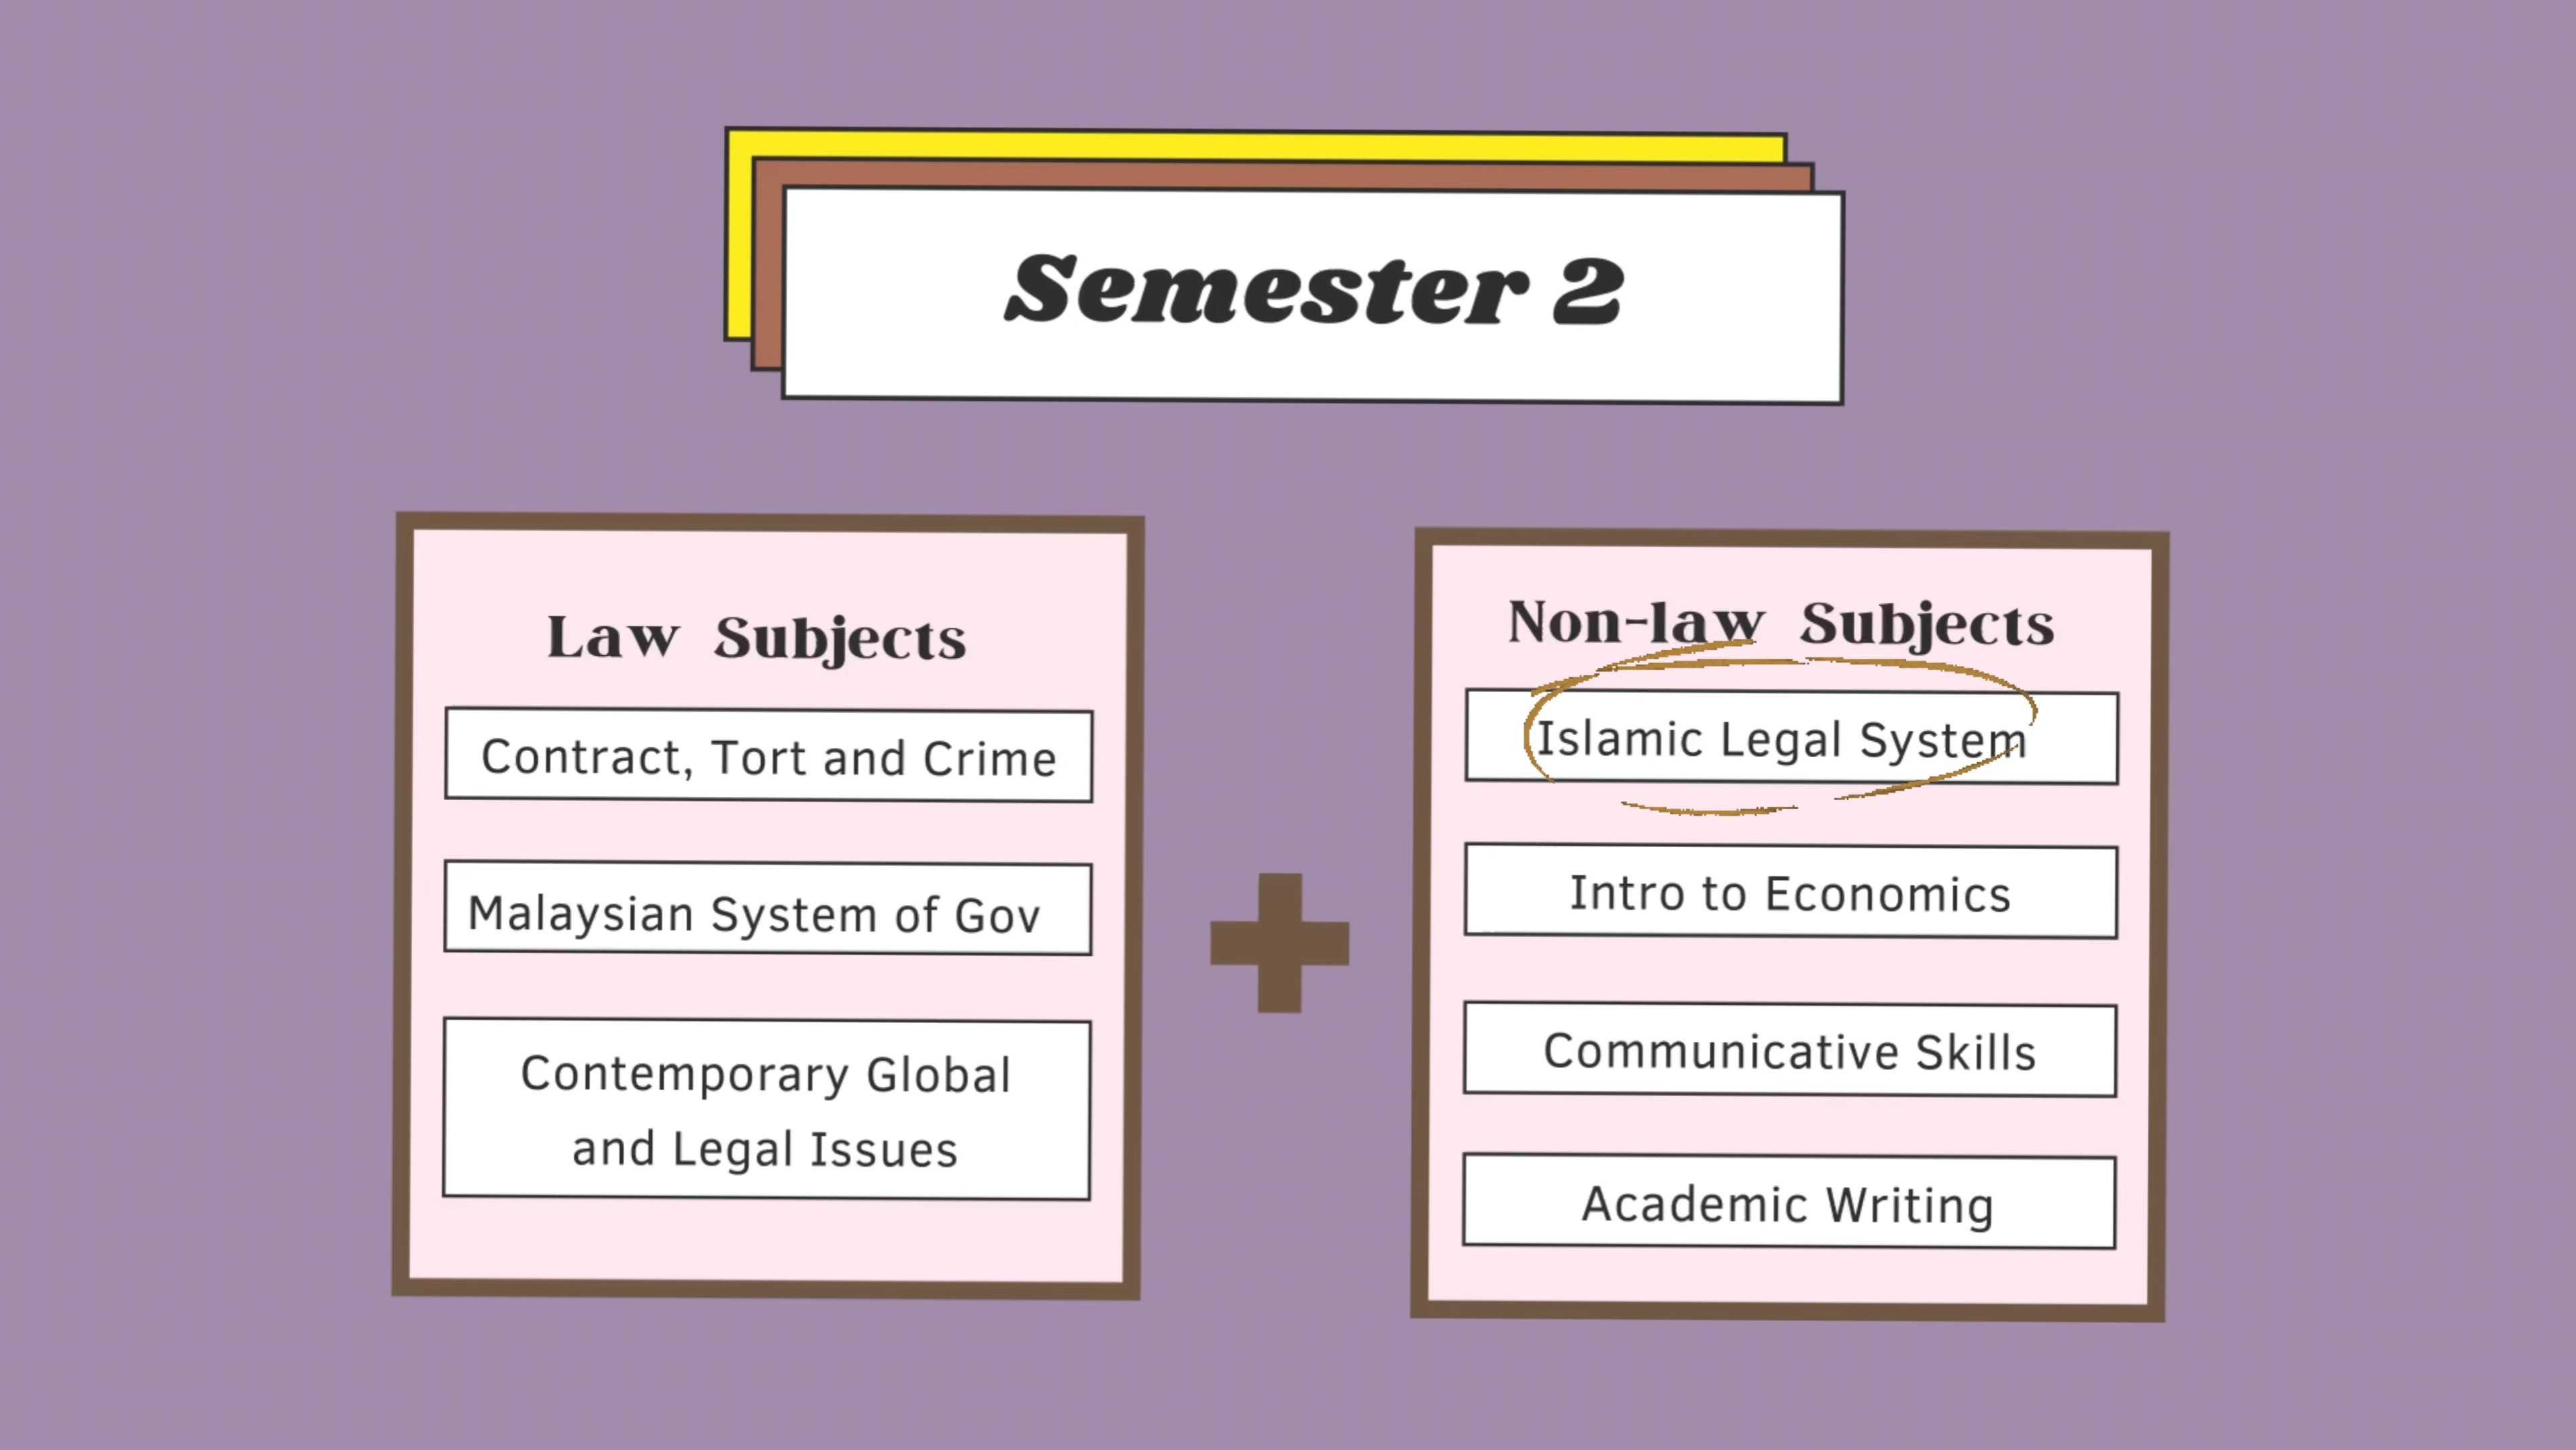 Semester 2
Law Subjects
Contract, Tort and Crime
Malaysian System of Gov
Contemporary Global
and Legal Issues
Non-law Subjects
Islamic Legal System
Intro to Economics
Communicative Skills
Academic Writing